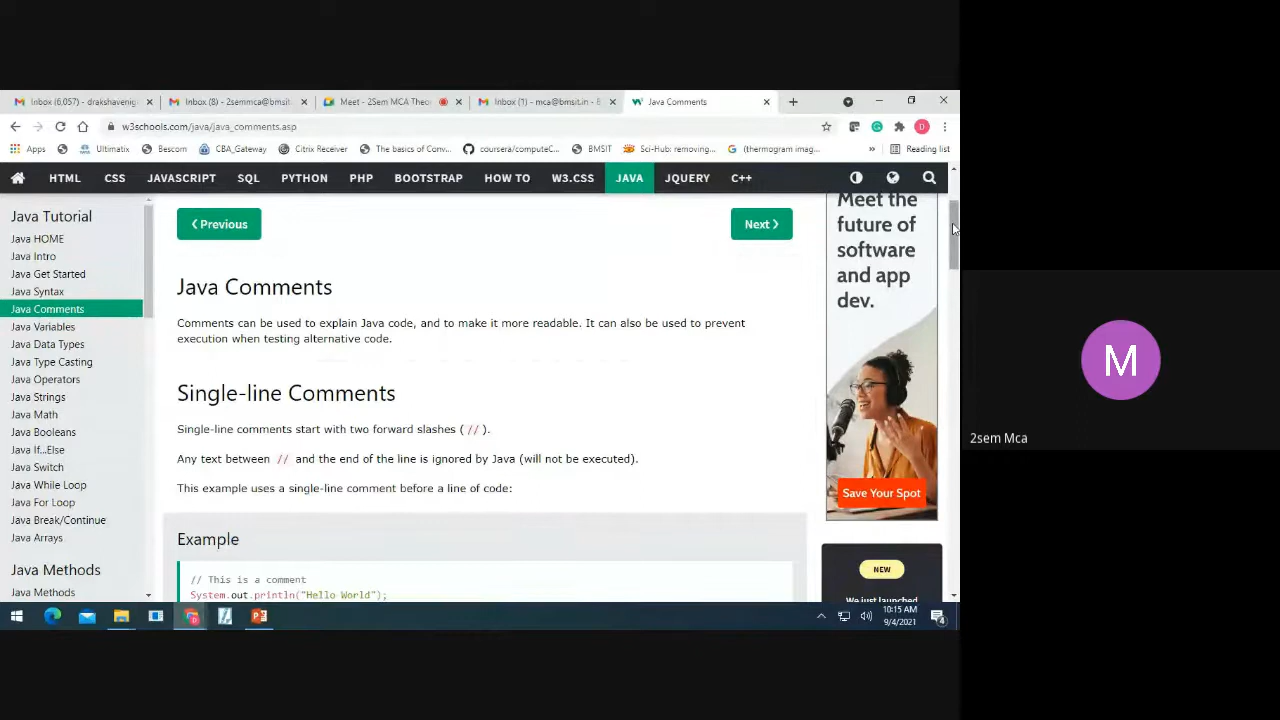 Inbox (6,057) - drakshavenig
Inbox (8) - 2semmca@bmsit.
Meet - 2Sem MCA Theo
Inbox (1) - mca@bmsit.in - B
Java Comments
w3schools.com/java/java_comments.asp
Apps
Ultimatix
Bescom
CBA_Gateway
Citrix Receiver
The basics of Conv...
coursera/computeC...
BMSIT
Sci-Hub: removing...
(thermogram imag...
»
Reading list
HTML
CSS
JAVASCRIPT
SQL
PYTHON
PHP
BOOTSTRAP
HOW TO
W3.CSS
JAVA
JQUERY
C++
Java Tutorial
Java HOME
Java Intro
Java Get Started
Java Syntax
Java Comments
Java Variables
Java Data Types
Java Type Casting
Java Operators
Java Strings
Java Math
Java Booleans
Java If...Else
Java Switch
Java While Loop
Java For Loop
Java Break/Continue
Java Arrays
Java Methods
Java Methods
❮ Previous
Next ❯
Java Comments
Comments can be used to explain Java code, and to make it more readable. It can also be used to prevent
execution when testing alternative code.
Single-line Comments
Single-line comments start with two forward slashes ( // ).
Any text between // and the end of the line is ignored by Java (will not be executed).
This example uses a single-line comment before a line of code:
Example
// This is a comment
System.out.println("Hello World");
Meet the
future of
software
and app
dev.
Save Your Spot
NEW
We just launched
M
2sem Mca
10:15 AM
9/4/2021
4